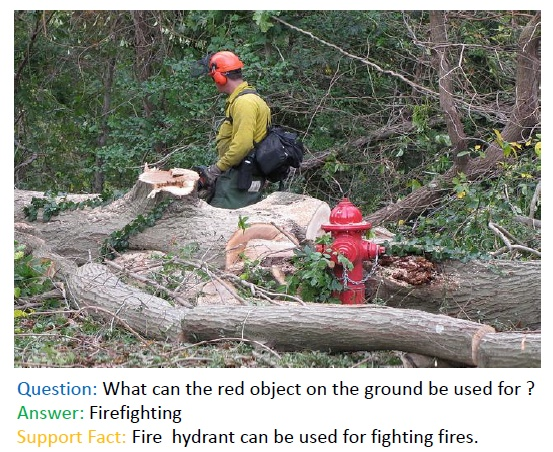 Question: What can the red object on the ground be used for ?
Answer: Firefighting
Support Fact: Fire hydrant can be used for fighting fires.